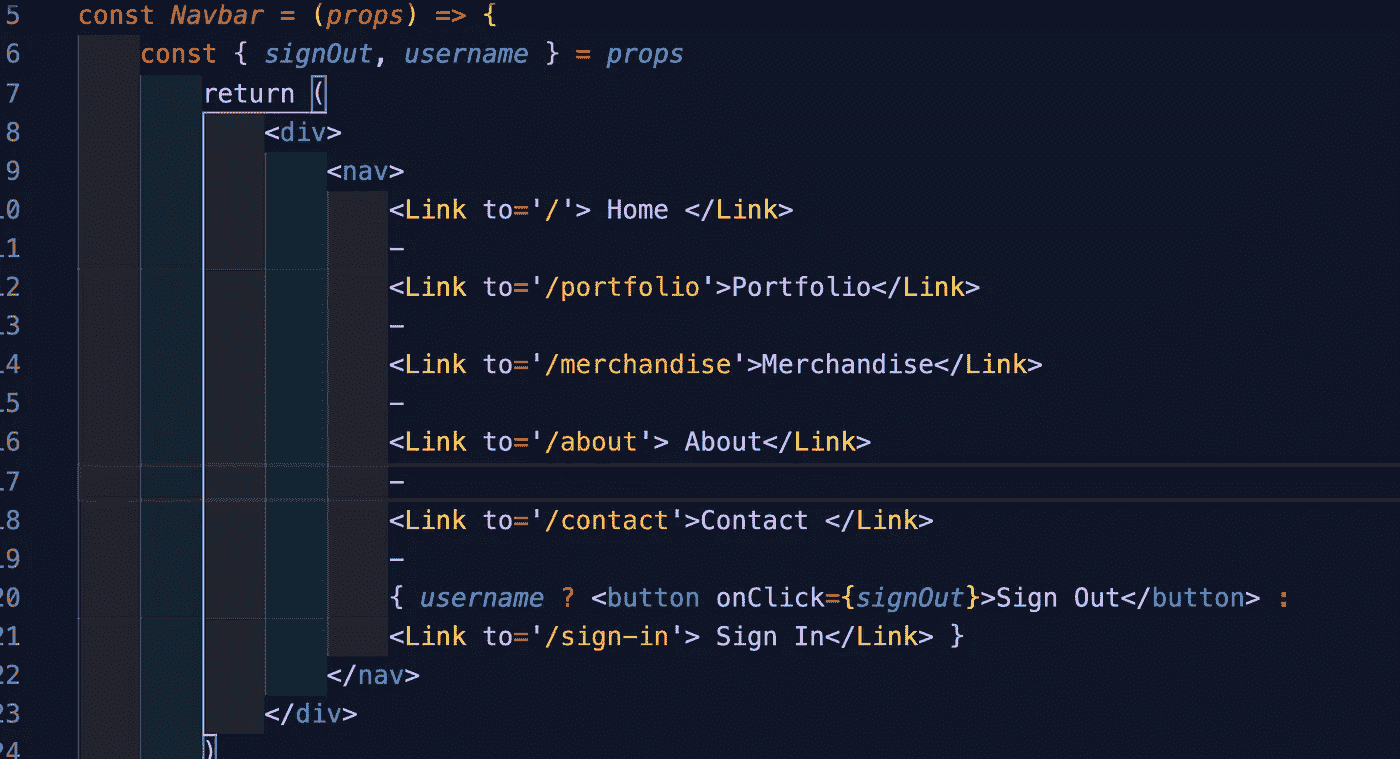 5 const Navbar = (props) => {
6 const { signOut, username } = props
7 return (
8 <div>
9 <nav>
10 <Link to='/'> Home </Link>
11 –
12 <Link to='/portfolio'>Portfolio</Link>
13 –
14 <Link to='/merchandise'>Merchandise</Link>
15 –
16 <Link to='/about'> About</Link>
17 –
18 <Link to='/contact'>Contact </Link>
19 –
20 { username ? <button onClick={signOut}>Sign Out</button> :
21 <Link to='/sign-in'> Sign In</Link> }
22 </nav>
23 </div>
24 )